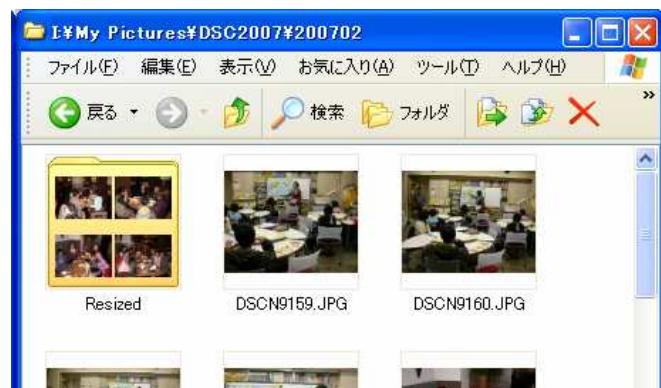 I:¥My Pictures¥DSC2007¥200702
ファイル(F) 編集(E) 表示(V) お気に入り(A) ツール(T) ヘルプ(H)
戻る 検索 フォルダ »
Resized DSCN9159.JPG DSCN9160.JPG